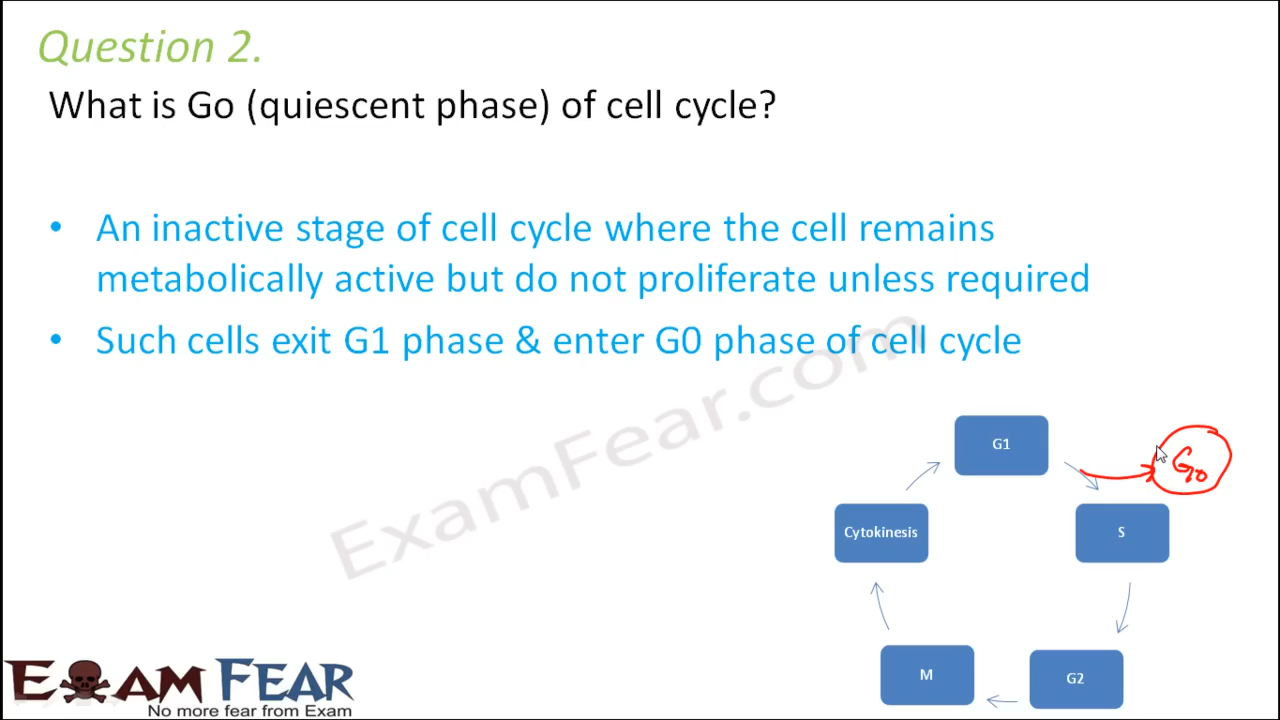 Question 2.
What is Go (quiescent phase) of cell cycle?
• An inactive stage of cell cycle where the cell remains
metabolically active but do not proliferate unless required
• Such cells exit G1 phase & enter G0 phase of cell cycle
ExamFear.com
G1
G0
Cytokinesis
S
M
G2
EXAM FEAR
No more fear from Exam